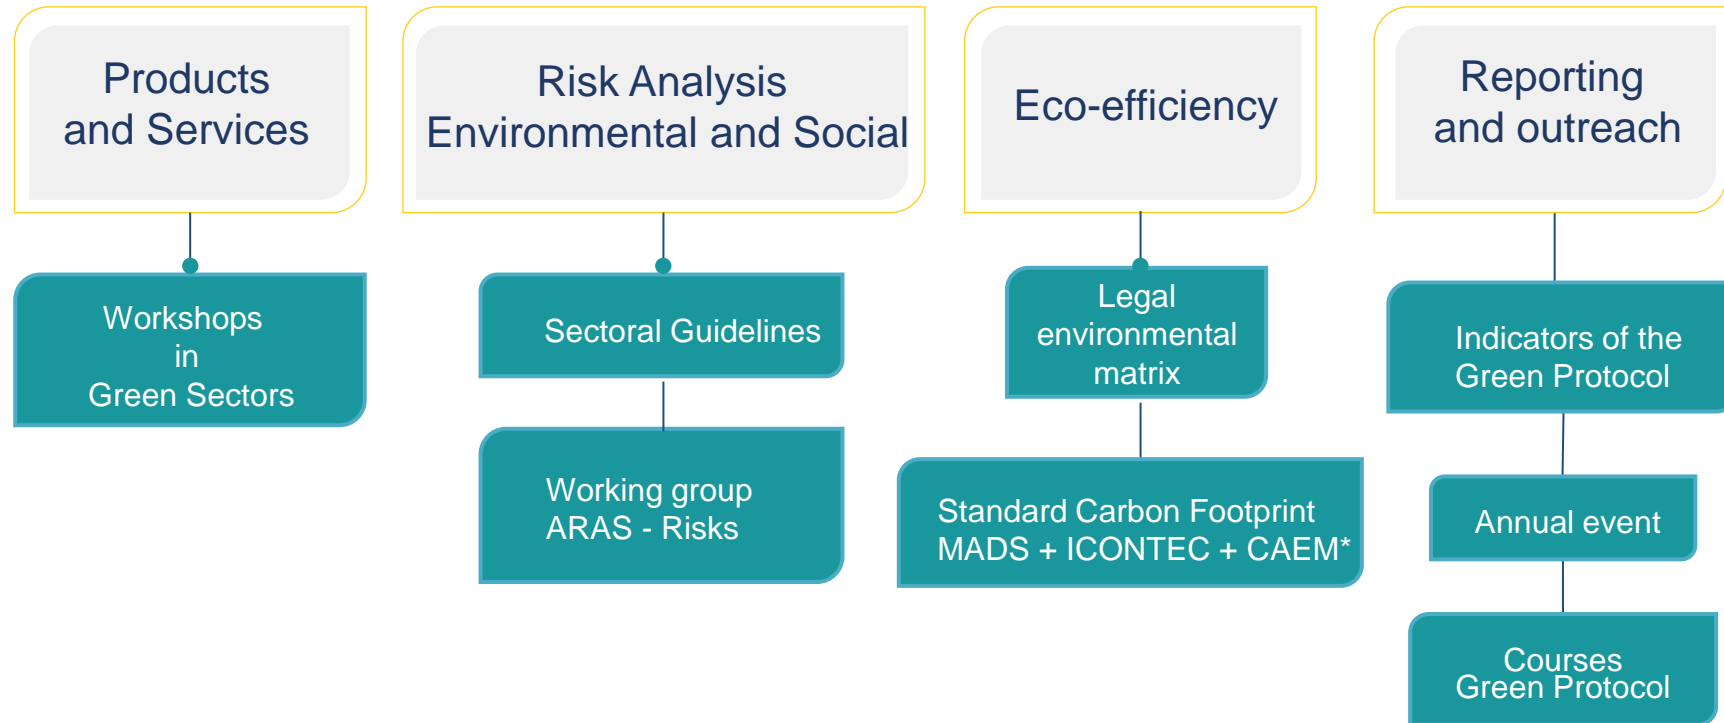 Products
and Services
Workshops
in
Green Sectors
Risk Analysis
Environmental and Social
Sectoral Guidelines
Working group
ARAS - Risks
Eco-efficiency
Legal
environmental
matrix
Standard Carbon Footprint
MADS + ICONTEC + CAEM*
Reporting
and outreach
Indicators of the
Green Protocol
Annual event
Courses
Green Protocol